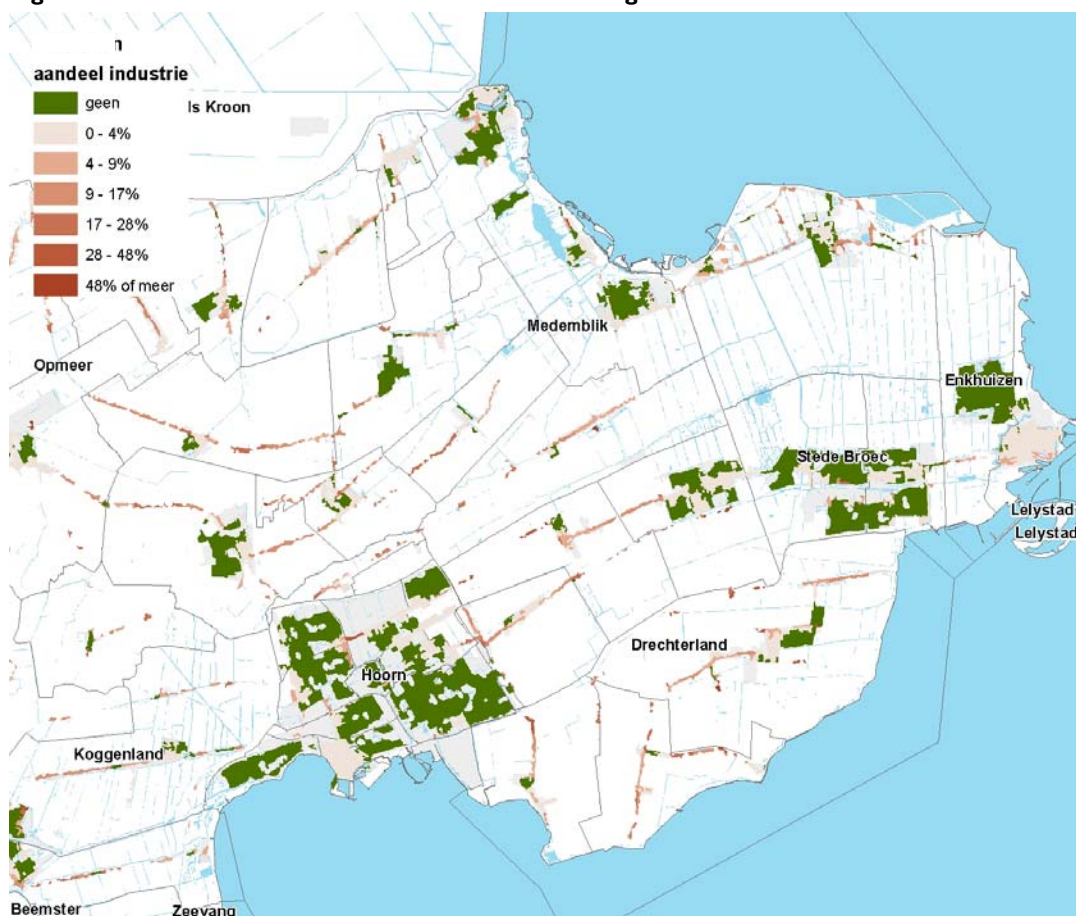 aandeel industrie
geen
0 - 4%
4 - 9%
9 - 17%
17 - 28%
28 - 48%
48% of meer
ls Kroon
Medemblik
Opmeer
Enkhuizen
Stede Broec
Lelystad
Lelystad
Drechterland
Hoorn
Koggenland
Beemster
Zeevang